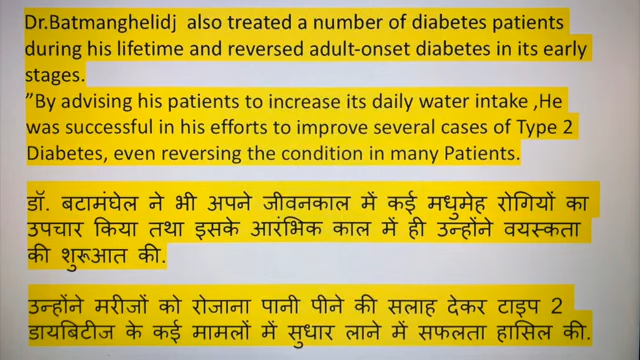 Dr.Batmanghelidj also treated a number of diabetes patients
during his lifetime and reversed adult-onset diabetes in its early
stages.
”By advising his patients to increase its daily water intake ,He
was successful in his efforts to improve several cases of Type 2
Diabetes, even reversing the condition in many Patients.
डॉ. बटामंघेल ने भी अपने जीवनकाल में कई मधुमेह रोगियों का
उपचार किया तथा इसके आरंभिक काल में ही उन्होंने वयस्कता
की शुरूआत की.
उन्होंने मरीजों को रोजाना पानी पीने की सलाह देकर टाइप 2
डायबिटीज के कई मामलों में सुधार लाने में सफलता हासिल की.